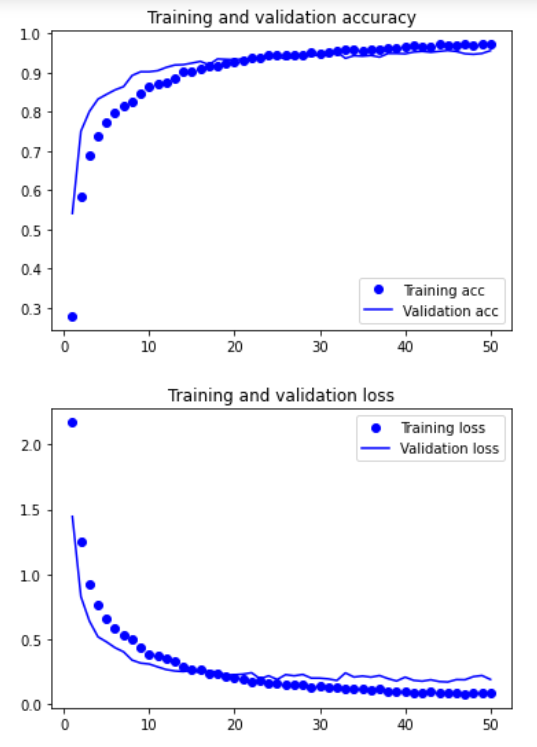 Training and validation accuracy
1.0
0.9
0.8
0.7
0.6
0.5
0.4
0.3
Training acc
Validation acc
0 10 20 30 40 50
Training and validation loss
Training loss
Validation loss
2.0
1.5
1.0
0.5
0.0
0 10 20 30 40 50